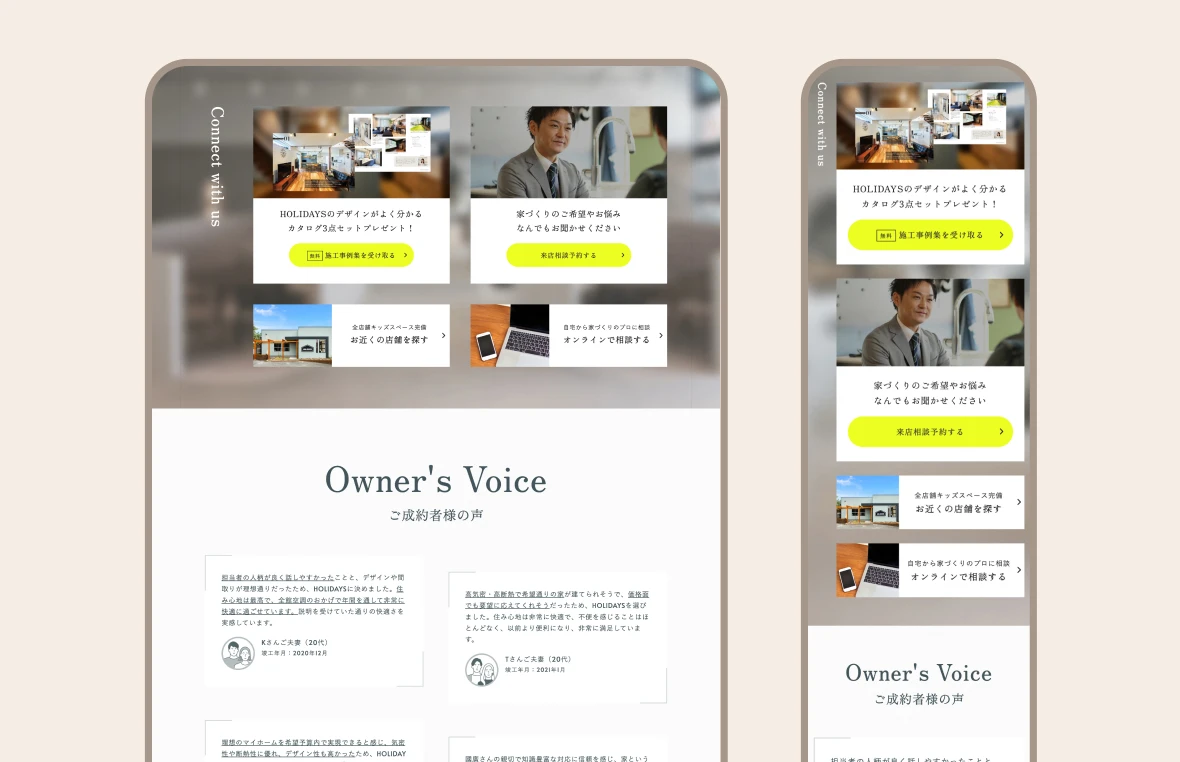 Connect with us
HOLIDAYSのデザインがよく分かる
カタログ3点セットプレゼント！
無料 施工事例集を受け取る
家づくりのご希望やお悩み
なんでもお聞かせください
来店相談予約する
全店舗キッズスペース完備
お近くの店舗を探す
自宅から家づくりのプロに相談
オンラインで相談する
Owner's Voice
ご成約者様の声
担当者の人柄が良く話しやすかったことと、デザインや間
取りが理想通りだったため、HOLIDAYSに決めました。住
み心地は最高で、全館空調のおかげで年間を通して非常に
快適に過ごせています。説明を受けていた通りの快適さを
実感しています。
Kさんご夫妻（20代）
竣工年月：2020年12月
高気密・高断熱で希望通りの家が建てられそうで、価格面
でも要望に応えてくれそうだったため、HOLIDAYSを選び
ました。住み心地は非常に快適で、不便を感じることはほ
とんどなく、以前より便利になり、非常に満足していま
す。
Tさんご夫妻（20代）
竣工年月：2021年1月
理想のマイホームを希望予算内で実現できると感じ、気密
性や断熱性に優れ、デザイン性も高かったため、HOLIDAY
國廣さんの親切で知識豊富な対応に信頼を感じ、家という
Connect with us
HOLIDAYSのデザインがよく分かる
カタログ3点セットプレゼント！
無料 施工事例集を受け取る
家づくりのご希望やお悩み
なんでもお聞かせください
来店相談予約する
全店舗キッズスペース完備
お近くの店舗を探す
自宅から家づくりのプロに相談
オンラインで相談する
Owner's Voice
ご成約者様の声
担当者の人柄が良く話しやすかったことと、